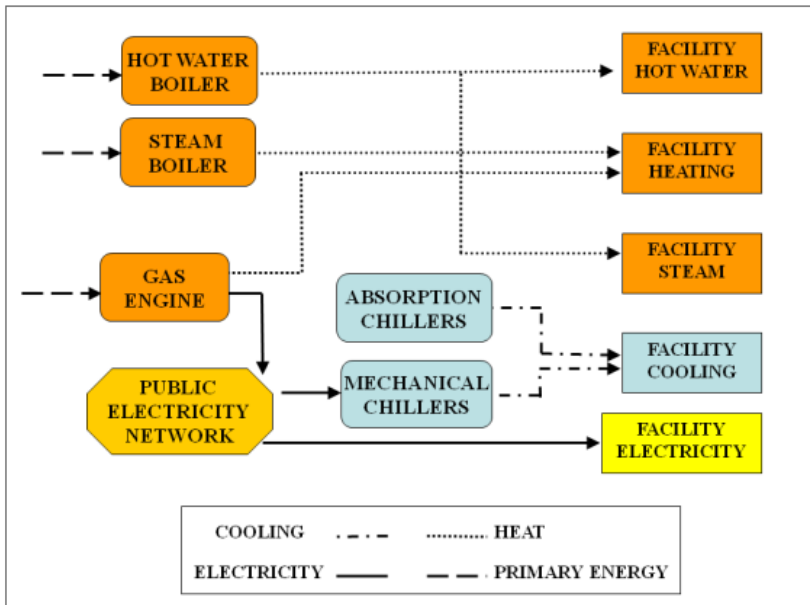 HOT WATER
BOILER
FACILITY
HOT WATER
STEAM
BOILER
FACILITY
HEATING
GAS
ENGINE
FACILITY
STEAM
ABSORPTION
CHILLERS
FACILITY
COOLING
PUBLIC
ELECTRICITY
NETWORK
MECHANICAL
CHILLERS
FACILITY
ELECTRICITY
COOLING
HEAT
ELECTRICITY
PRIMARY ENERGY